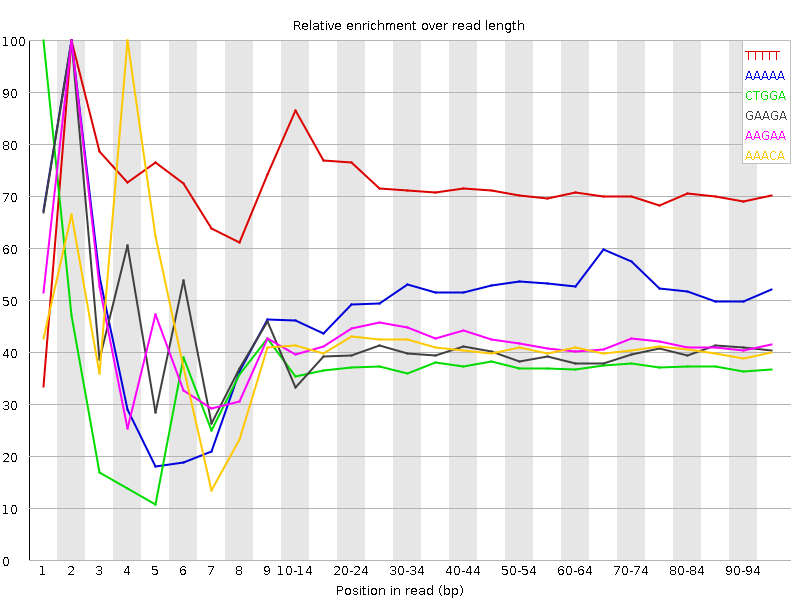 Relative enrichment over read length
100
90
80
70
60
50
40
30
20
10
0
TTTTT
AAAAA
CTGGA
GAAGA
AAGAA
AAACA
1 2 3 4 5 6 7 8 9 10-14 20-24 30-34 40-44 50-54 60-64 70-74 80-84 90-94
Position in read (bp)